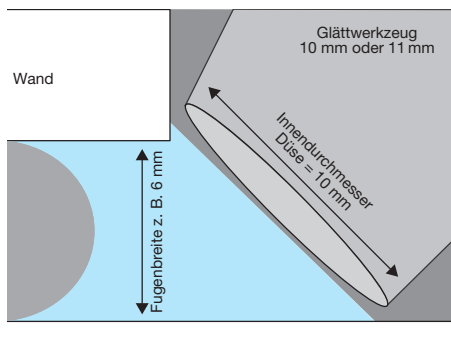 Glättwerkzeug
10 mm oder 11 mm
Wand
Innendurchmesser
Düse = 10 mm
Fugenbreite z. B. 6 mm